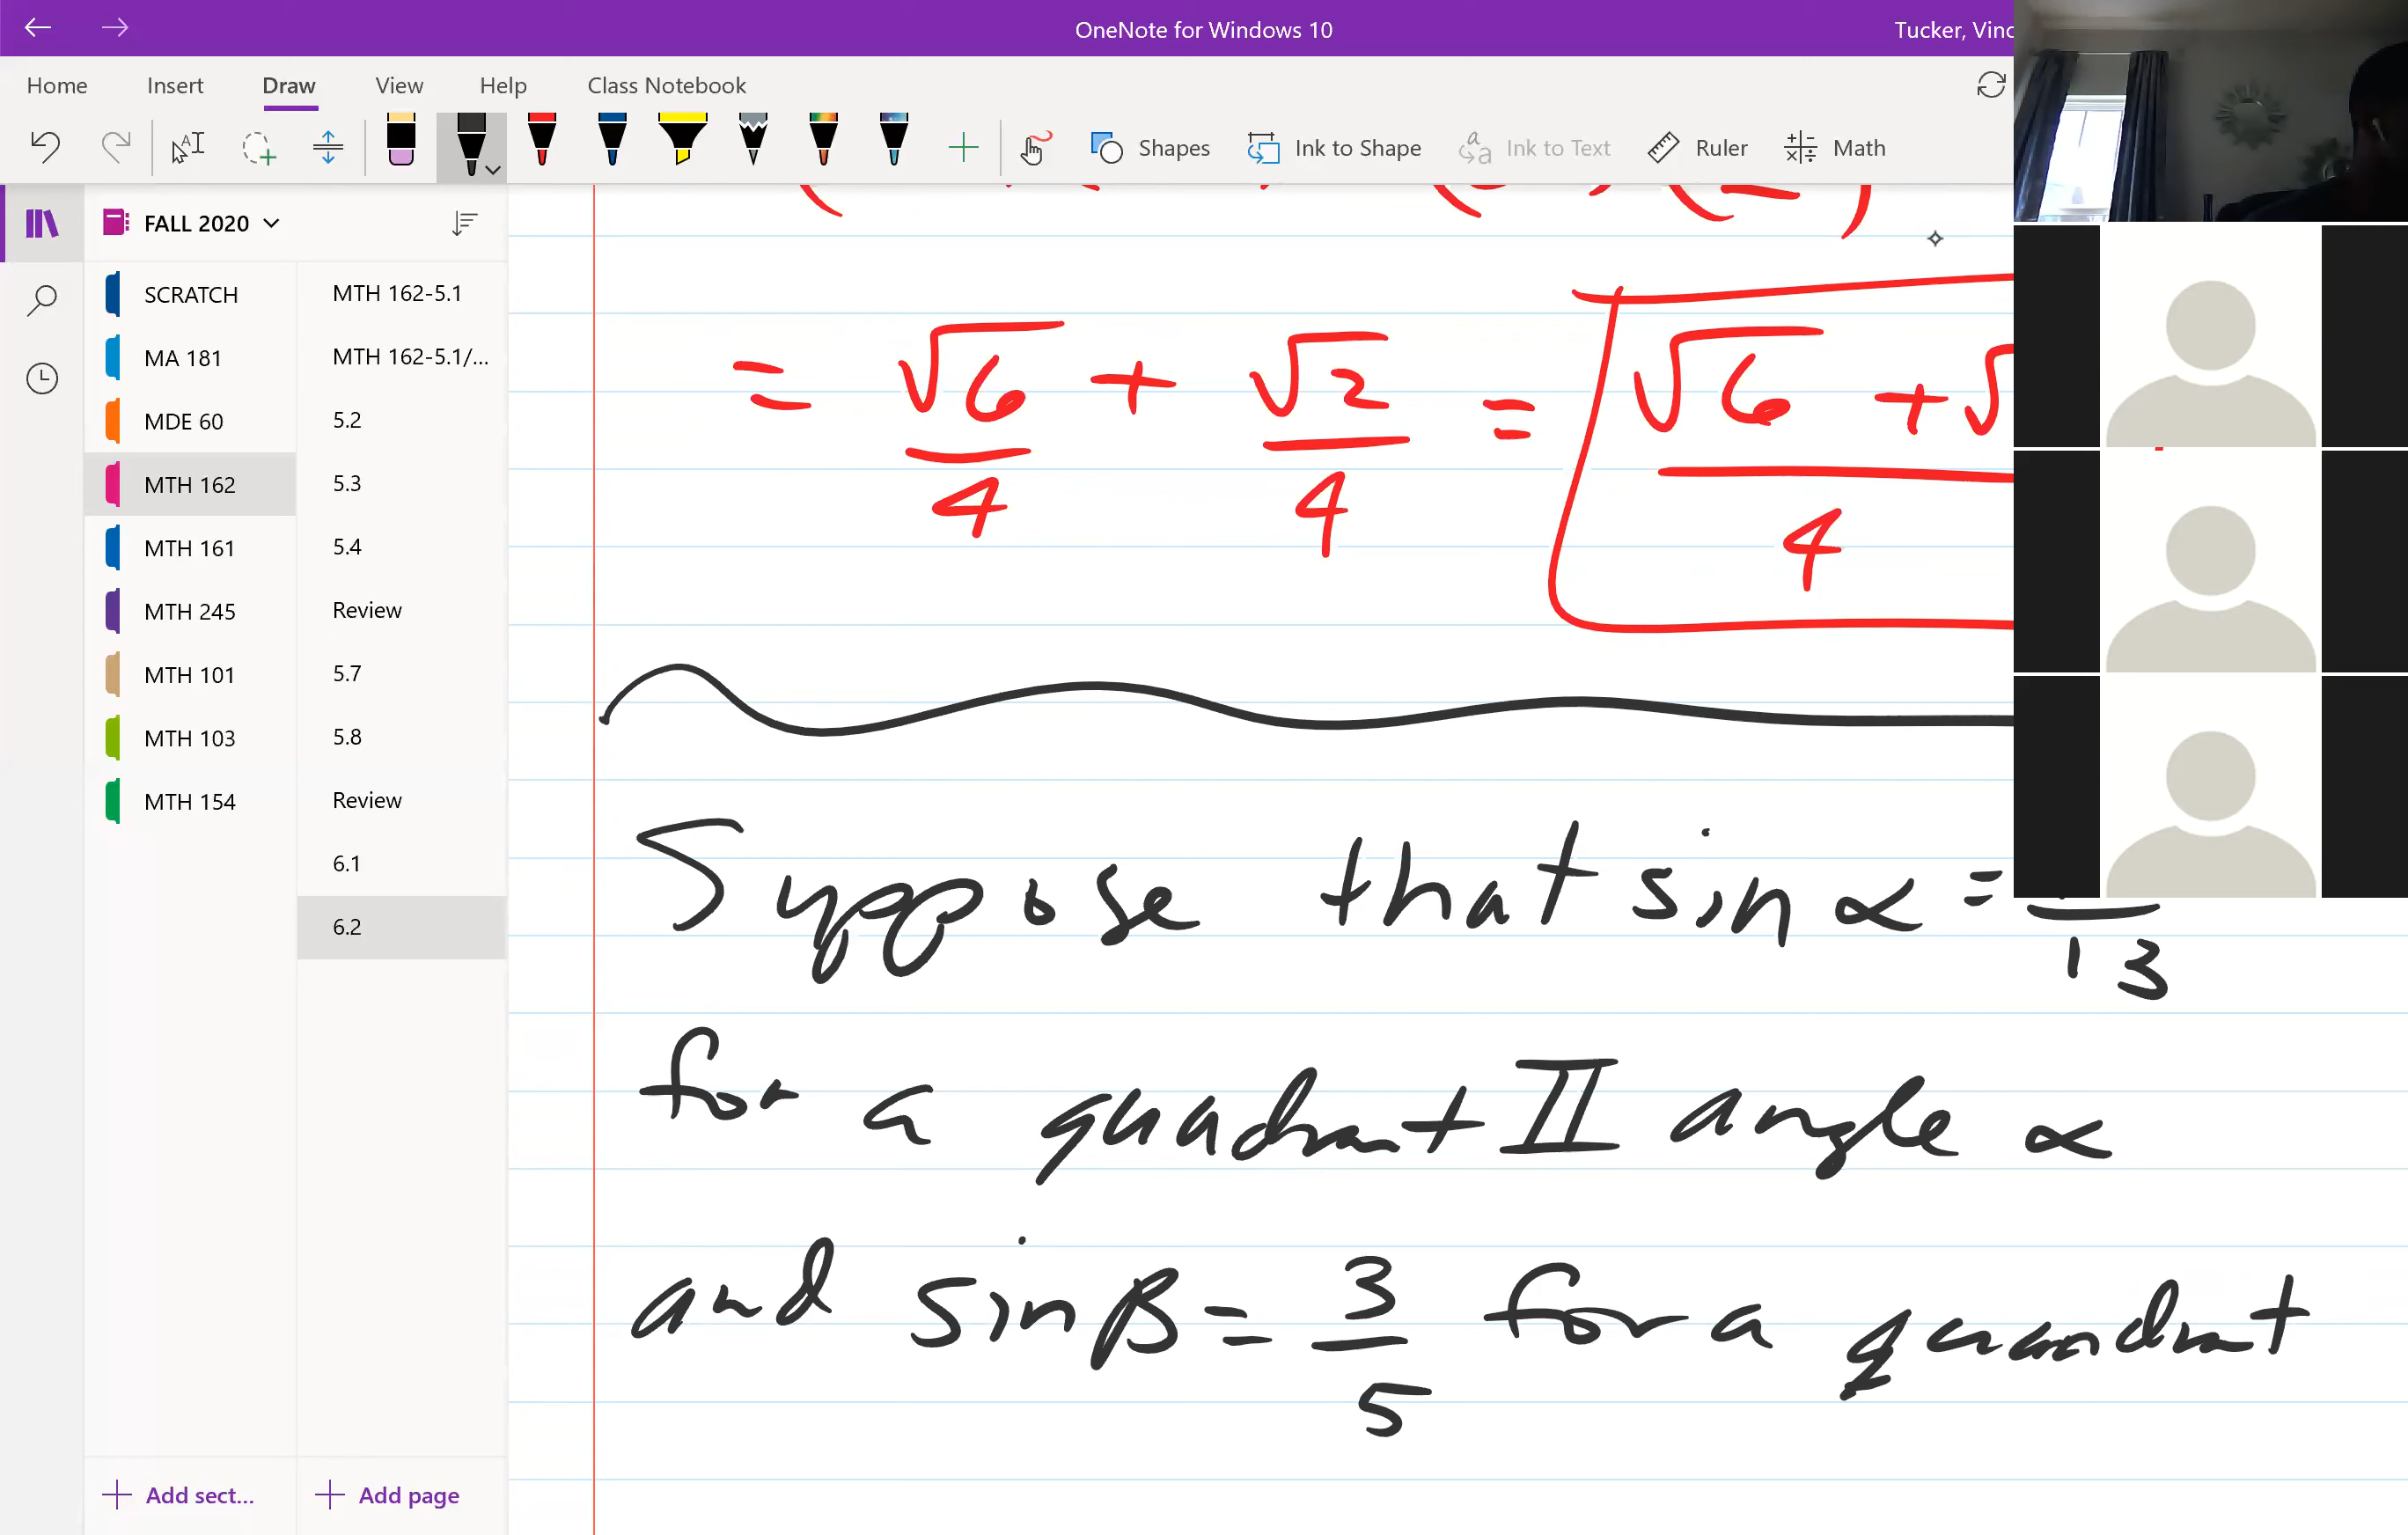 OneNote for Windows 10
Tucker, Vinc
Home Insert Draw View Help Class Notebook
Shapes Ink to Shape Ink to Text Ruler Math
FALL 2020
SCRATCH
MA 181
MDE 60
MTH 162
MTH 161
MTH 245
MTH 101
MTH 103
MTH 154
Add sect...
MTH 162-5.1
MTH 162-5.1/...
5.2
5.3
5.4
Review
5.7
5.8
Review
6.1
6.2
Add page
= √6/4 + √2/4 = √6 + √ /4
Suppose that sin α = /13
for a quadrant II angle α
and sin β = 3/5 for a quadrant